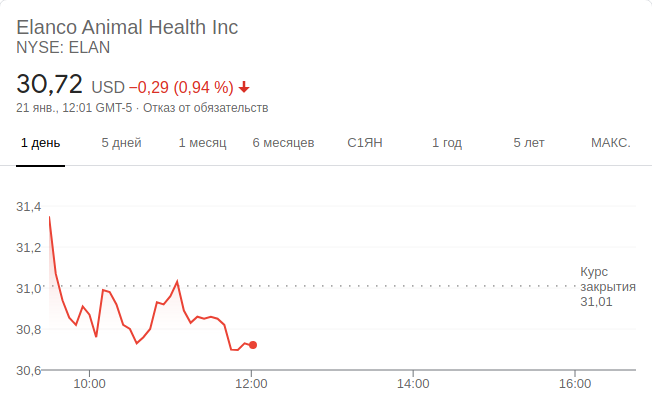 Elanco Animal Health Inc
NYSE: ELAN
30,72 USD −0,29 (0,94 %)
21 янв., 12:01 GMT-5 · Отказ от обязательств
1 день 5 дней 1 месяц 6 месяцев С1ЯН 1 год 5 лет МАКС.
31,4
31,2
31,0
30,8
30,6
Курс
закрытия
31,01
10:00 12:00 14:00 16:00